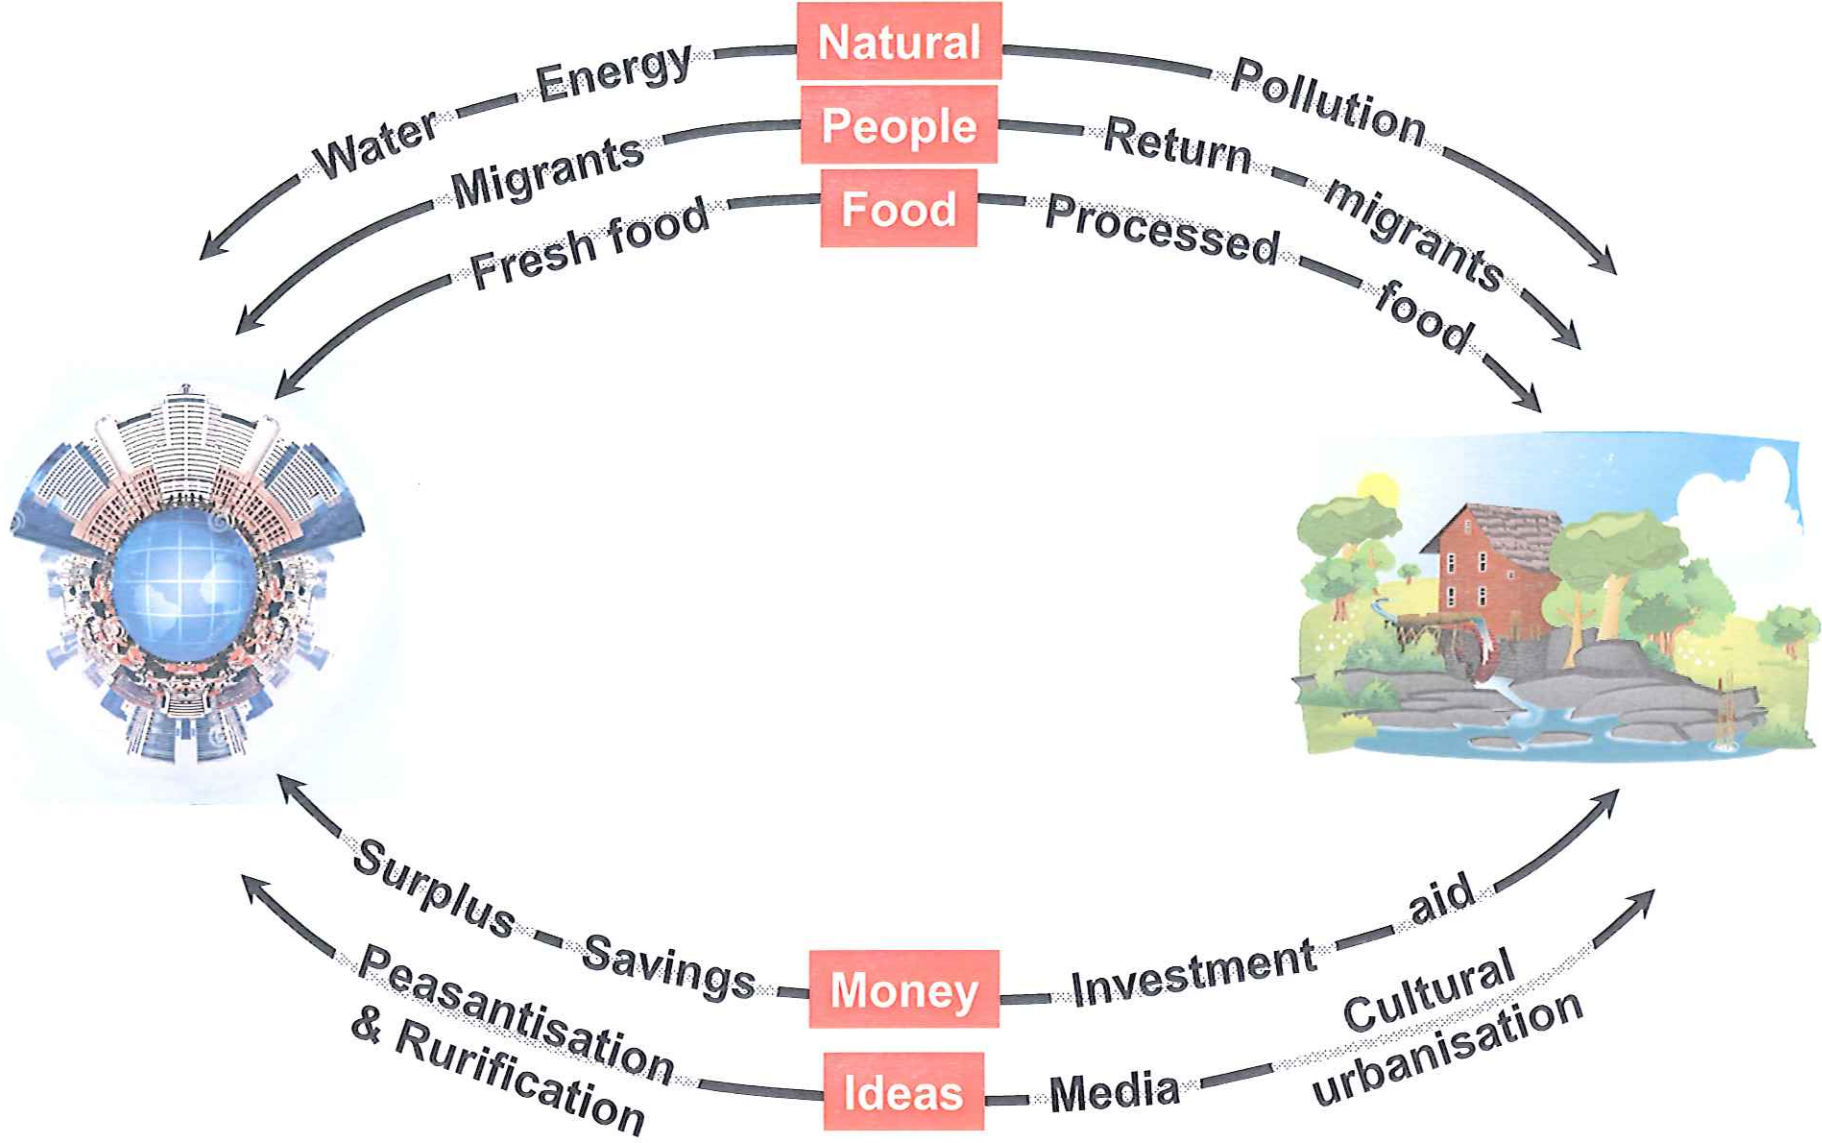 Natural
Energy
Water
Pollution
People
Migrants
Return migrants
Food
Fresh food
Processed food
Surplus
Savings
Money
Investment
aid
Peasantisation
& Rurification
Ideas
Media
Cultural
urbanisation